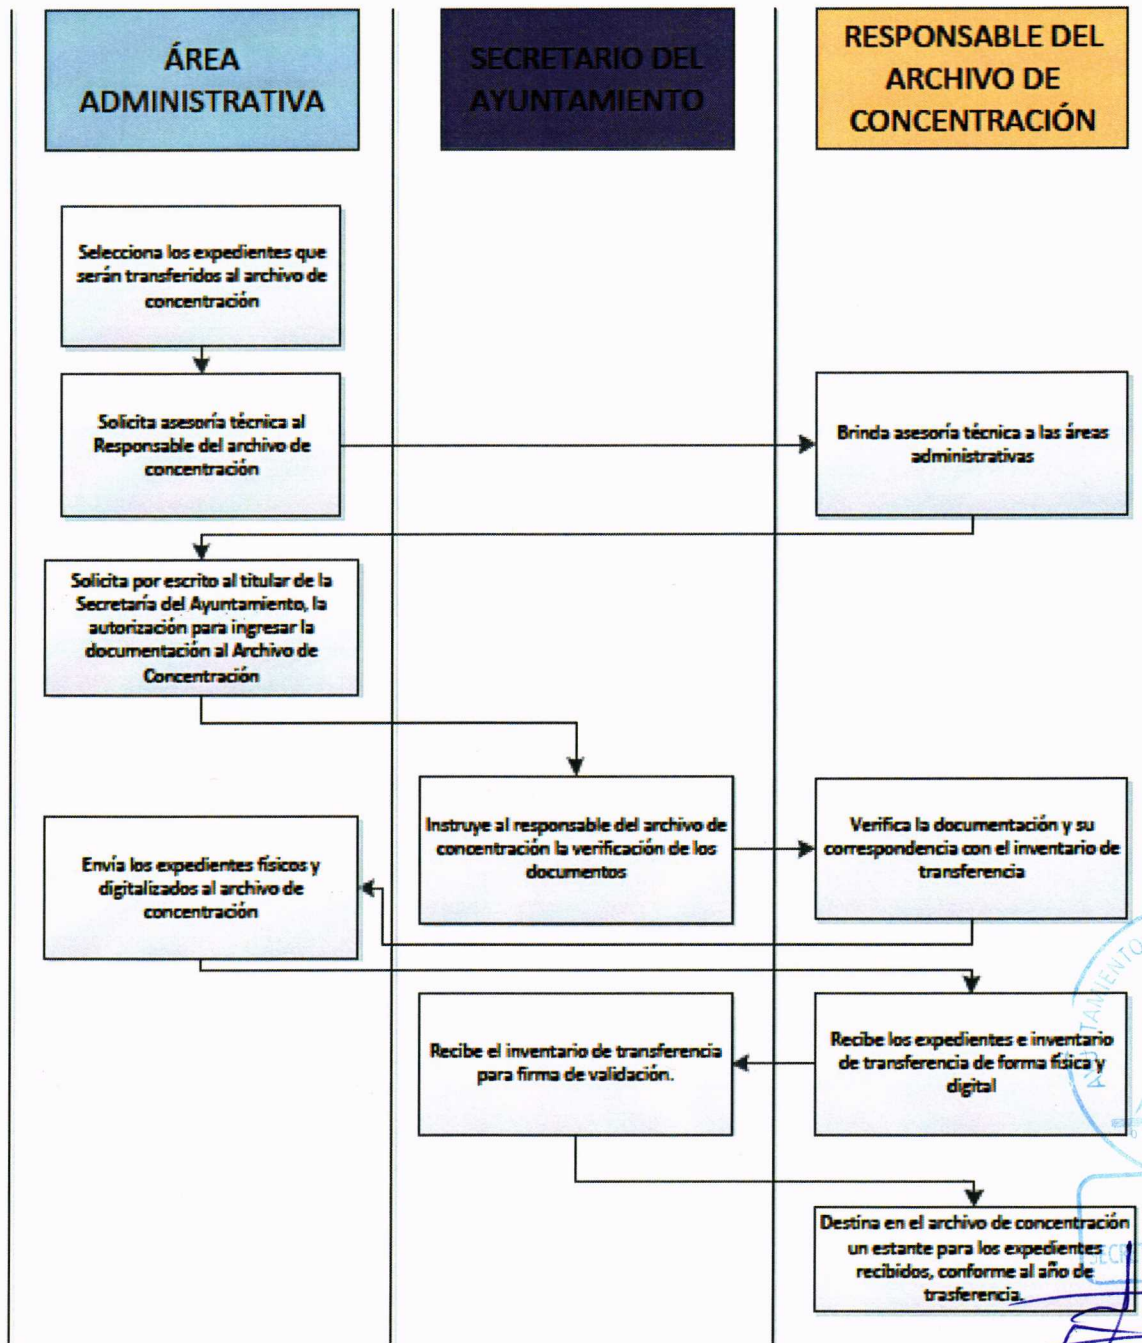 ÁREA
ADMINISTRATIVA
SECRETARIO DEL
AYUNTAMIENTO
RESPONSABLE DEL
ARCHIVO DE
CONCENTRACIÓN
Selecciona los expedientes que
serán transferidos al archivo de
concentración
Solicita asesoría técnica al
Responsable del archivo de
concentración
Brinda asesoría técnica a las áreas
administrativas
Solicita por escrito al titular de la
Secretaría del Ayuntamiento, la
autorización para ingresar la
documentación al Archivo de
Concentración
Instruye al responsable del archivo de
concentración la verificación de los
documentos
Verifica la documentación y su
correspondencia con el inventario de
transferencia
Envía los expedientes físicos y
digitalizados al archivo de
concentración
Recibe los expedientes e inventario
de transferencia de forma física y
digital
Recibe el inventario de transferencia
para firma de validación.
Destina en el archivo de concentración
un estante para los expedientes
recibidos, conforme al año de
trasferencia.
AYUNTAMIENTO